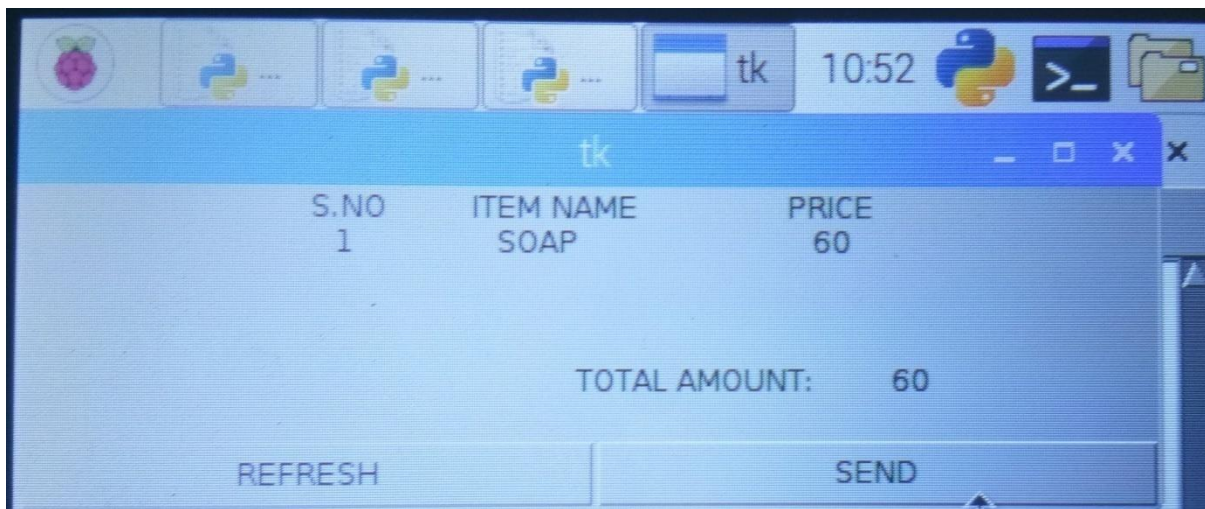 ... ... ... tk 10:52 >_
tk
S.NO ITEM NAME PRICE
1 SOAP 60
TOTAL AMOUNT: 60
REFRESH SEND